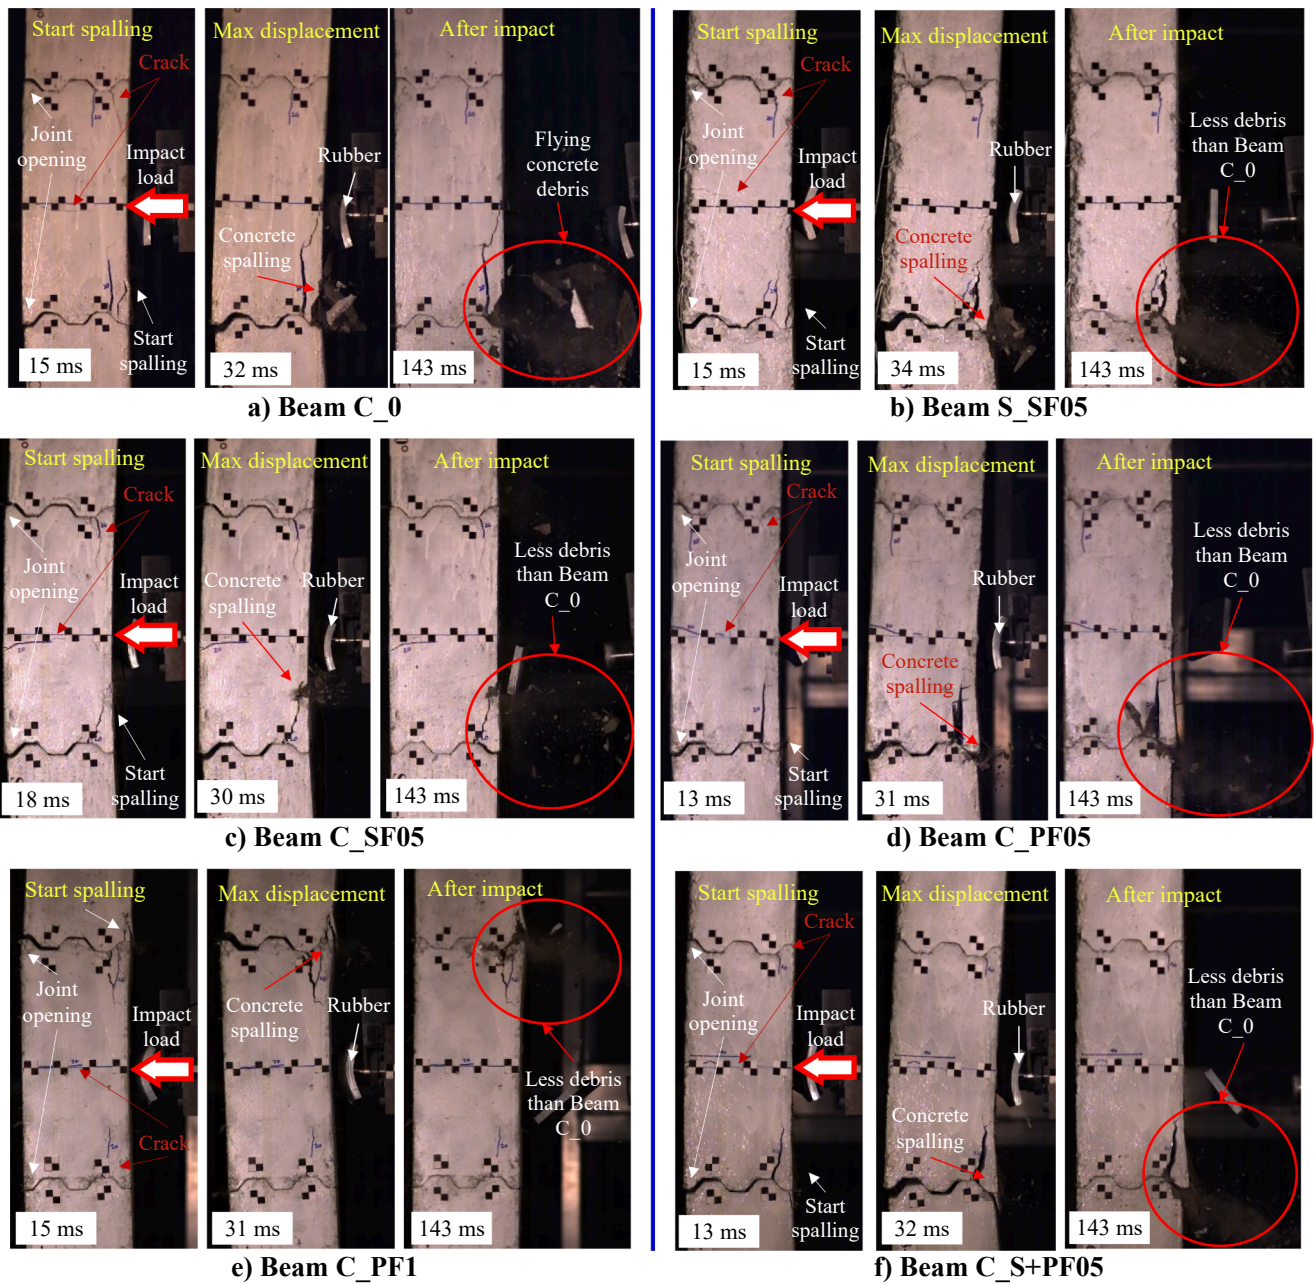 Start spalling
Max displacement
After impact
Crack
Joint
opening
Impact
load
Rubber
Flying
concrete
debris
Concrete
spalling
Start
spalling
15 ms
32 ms
143 ms
a) Beam C_0
Start spalling
Max displacement
After impact
Crack
Joint
opening
Impact
load
Rubber
Less debris
than Beam
C_0
Concrete
spalling
Start
spalling
15 ms
34 ms
143 ms
b) Beam S_SF05
Start spalling
Max displacement
After impact
Crack
Joint
opening
Impact
load
Concrete
spalling
Rubber
Less debris
than Beam
C_0
Start
spalling
18 ms
30 ms
143 ms
c) Beam C_SF05
Start spalling
Max displacement
After impact
Crack
Joint
opening
Impact
load
Rubber
Less debris
than Beam
C_0
Concrete
spalling
Start
spalling
13 ms
31 ms
143 ms
d) Beam C_PF05
Start spalling
Max displacement
After impact
Joint
opening
Impact
load
Concrete
spalling
Rubber
Less debris
than Beam
C_0
Crack
15 ms
31 ms
143 ms
e) Beam C_PF1
Start spalling
Max displacement
After impact
Crack
Joint
opening
Impact
load
Rubber
Less debris
than Beam
C_0
Concrete
spalling
Start
spalling
13 ms
32 ms
143 ms
f) Beam C_S+PF05